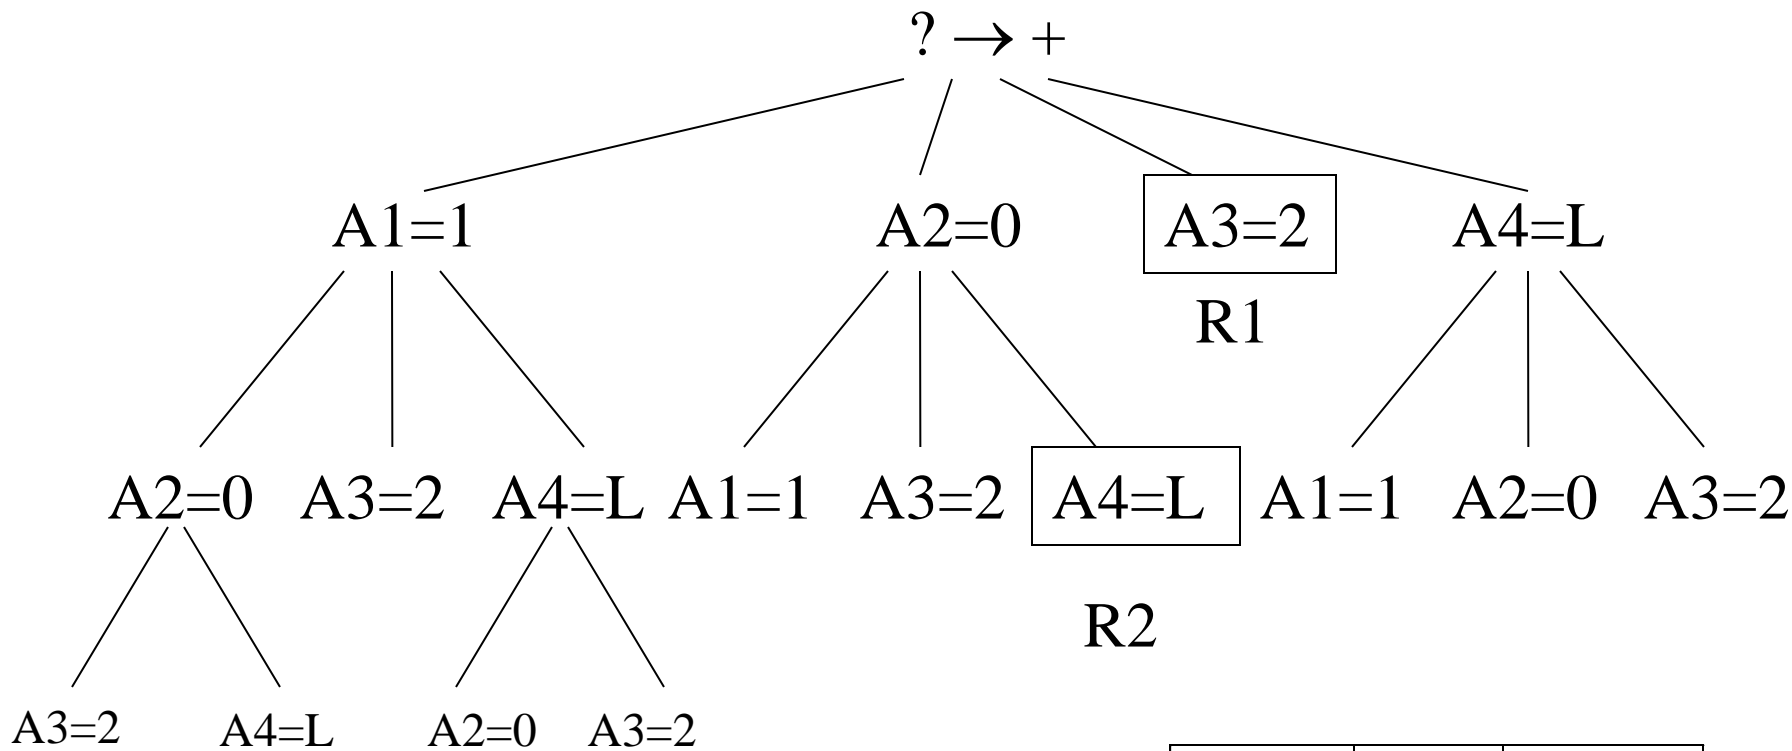 ? → +
A1=1 A2=0 A3=2 A4=L
R1
A2=0 A3=2 A4=L A1=1 A3=2 A4=L A1=1 A2=0 A3=2
R2
A3=2 A4=L A2=0 A3=2